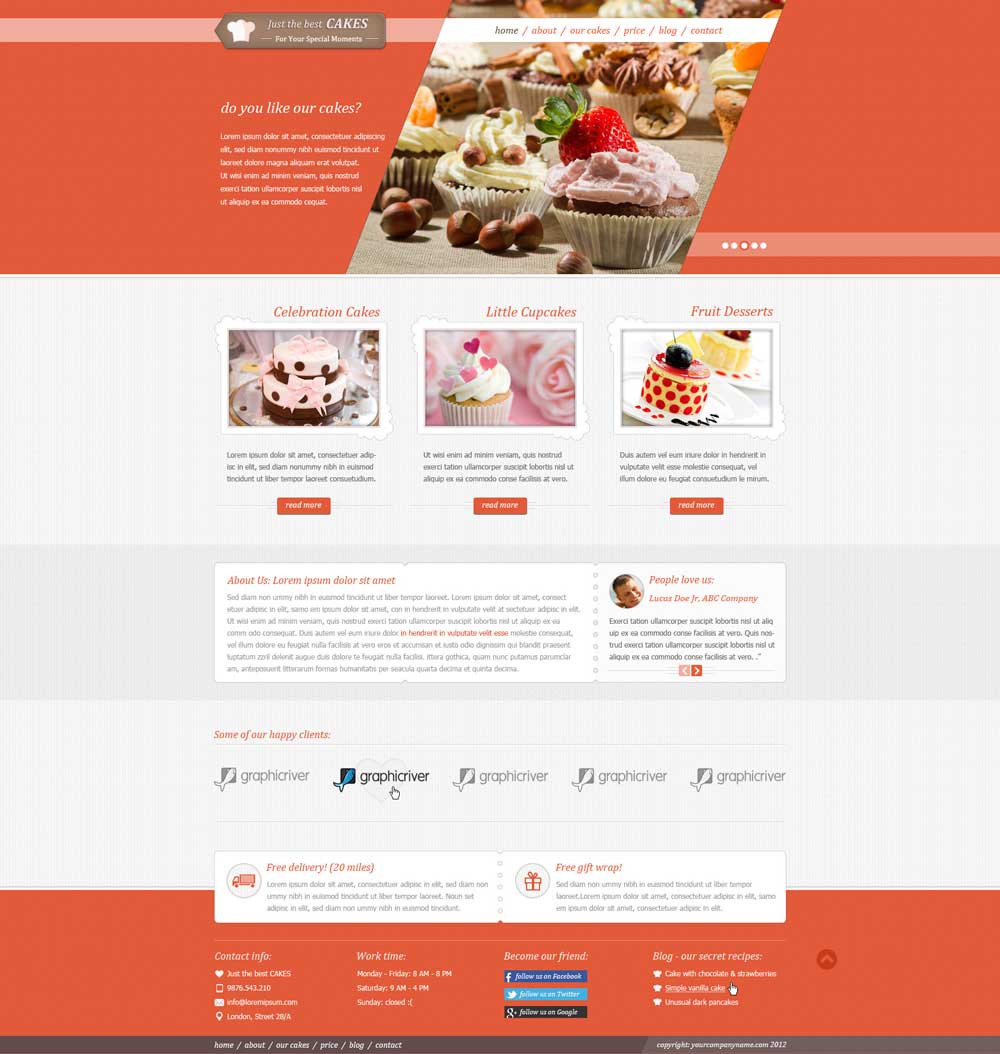 Just the best CAKES
For Your Special Moments
home / about / our cakes / price / blog / contact
do you like our cakes?
Lorem ipsum dolor sit amet, consectetuer adipiscing
elit, sed diam nonummy nibh euismod tincidunt ut
laoreet dolore magna aliquam erat volutpat.
Ut wisi enim ad minim veniam, quis nostrud
exerci tation ullamcorper suscipit lobortis nisl
ut aliquip ex ea commodo cequat.
Celebration Cakes
Little Cupcakes
Fruit Desserts
Lorem ipsum dolor sit amet, consectetuer adip-
isc in elit, sed diam nonummy nibh in euismod
tincidunt ut laber tempor laoreet consuetudium.
Ut wisi enim ad minim veniam, quis nostrud
exerci tation ullamcorper suscipit lobortis nisl ut
aliquip ex ea commodo conse facilisis at vero.
Duis autem vel eum iriure dolor in hendrerit in
vulputate velit esse molestie consequat, vel
illum dolore eu feugiat consuetudium le mirum.
read more
read more
read more
About Us: Lorem ipsum dolor sit amet
Sed diam non ummy nibh in euismod tincidunt ut laber tempor laoreet. Lorem ipsum dolor sit amet, consect
etuer adipisc in elit, samo em ipsum dolor sit amet, con in hendrerit in vulputate velit at sectetuer adipisc in elit.
Ut wisi enim ad minim veniam, quis nostrud exerci tation ullamcorper suscipit lobortis nisl ut aliquip ex ea
comm odo consequat. Duis autem vel eum iriure dolor in hendrerit in vulputate velit esse molestie consequat,
vel illum dolore eu feugiat nulla facilisis at vero eros et accumsan et iusto odio dignissim qui blandit praesent
luptatum zzril delenit augue duis dolore te feugait nulla facilisi. ittera gothica, quam nunc putamus parumclar
am, anteposuerit litterarum formas humanitatis per seacula quarta decima et quinta decima.
People love us:
Lucas Doe Jr, ABC Company
Exerci tation ullamcorper suscipit lobortis nisl ut aliq
uip ex ea commodo conse facilisis at vero. Quis nos-
trud exerci tation ullamcorper suscipit lobortis nisl ut
aliquip ex ea commodo conse facilisis at vero. ."
Some of our happy clients:
graphicriver
graphicriver
graphicriver
graphicriver
graphicriver
Free delivery! (20 miles)
Lorem ipsum dolor sit amet, consectetuer adipisc in elit, sed diam non
ummy nibh in euismod tincidunt ut laber tempor laoreet. Noun set
adipisc in elit, sed diam non ummy nibh in euismod tincidunt.
Free gift wrap!
Sed diam non ummy nibh in euismod tincidunt ut laber tempor
laoreet.Lorem ipsum dolor sit amet, consectetuer adipisc in elit, samo
em ipsum dolor sit amet, consectetuer adipisc in elit.
Contact info:
Just the best CAKES
9876.543.210
info@loremipsum.com
London, Street 28/A
Work time:
Monday - Friday: 8 AM - 8 PM
Saturday: 9 AM - 4 PM
Sunday: closed :(
Become our friend:
follow us on Facebook
follow us on Twitter
follow us on Google
Blog - our secret recipes:
Cake with chocolate & strawberries
Simple vanilla cake
Unusual dark pancakes
home / about / our cakes / price / blog / contact
copyright: yourcompanyname.com 2012